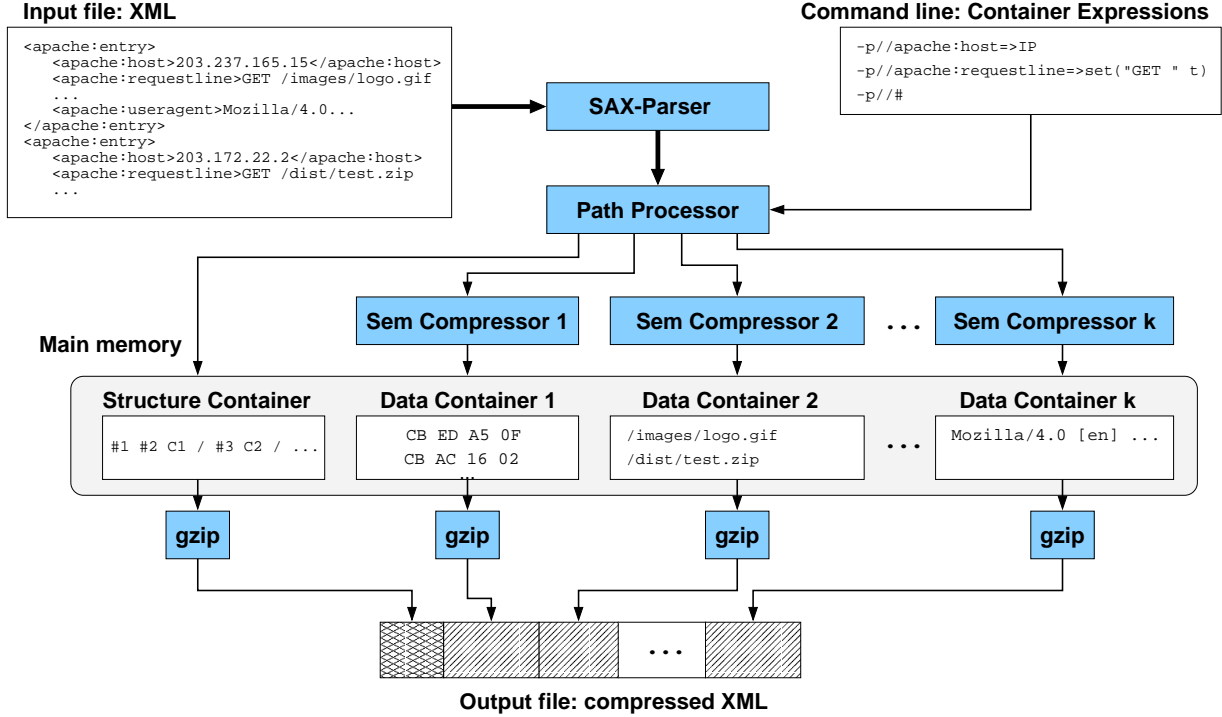 Input file: XML
Command line: Container Expressions
<apache:entry>
<apache:host>203.237.165.15</apache:host>
<apache:requestline>GET /images/logo.gif
...
<apache:useragent>Mozilla/4.0...
</apache:entry>
<apache:entry>
<apache:host>203.172.22.2</apache:host>
<apache:requestline>GET /dist/test.zip
...
-p//apache:host=>IP
-p//apache:requestline=>set("GET " t)
-p//#
SAX-Parser
Path Processor
Sem Compressor 1
Sem Compressor 2
...
Sem Compressor k
Main memory
Structure Container
Data Container 1
Data Container 2
Data Container k
#1 #2 C1 / #3 C2 / ...
CB ED A5 0F
CB AC 16 02
...
/images/logo.gif
/dist/test.zip
...
Mozilla/4.0 [en] ...
gzip
gzip
gzip
gzip
...
Output file: compressed XML